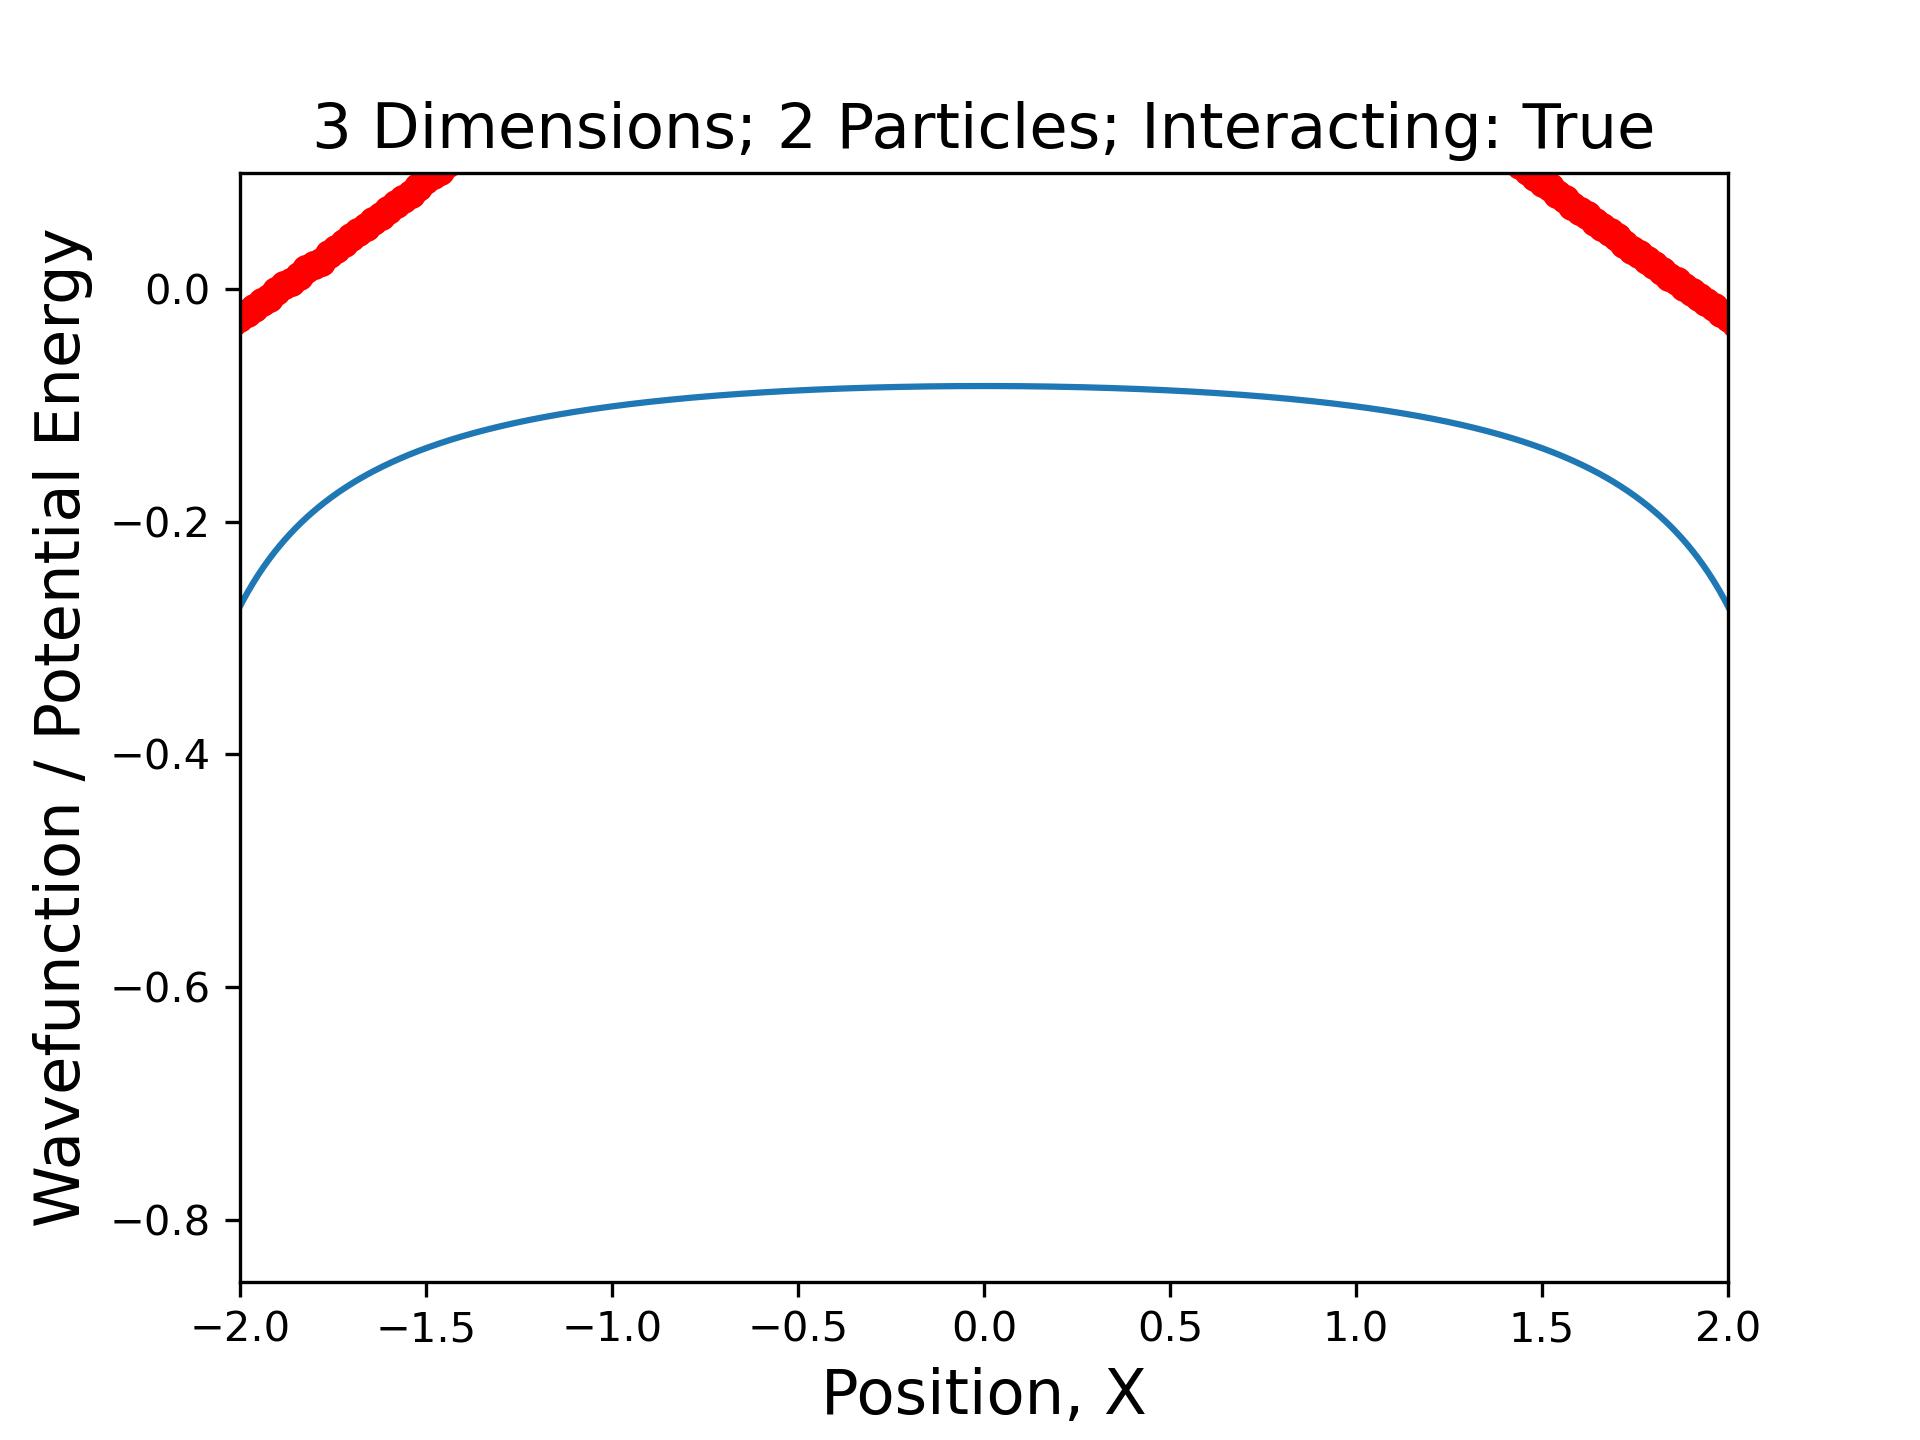 3 Dimensions; 2 Particles; Interacting: True
Wavefunction / Potential Energy
0.0
−0.2
−0.4
−0.6
−0.8
−2.0 −1.5 −1.0 −0.5 0.0 0.5 1.0 1.5 2.0
Position, X